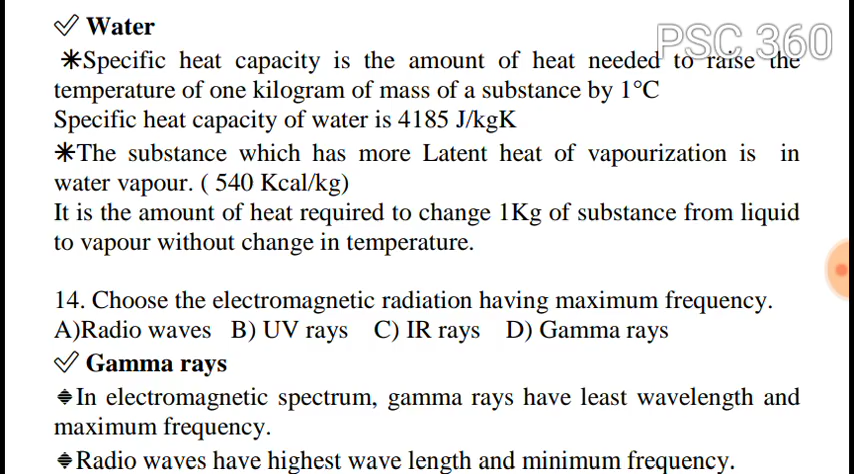 ✓ Water
PSC 360
✳Specific heat capacity is the amount of heat needed to raise the
temperature of one kilogram of mass of a substance by 1°C
Specific heat capacity of water is 4185 J/kgK
✳The substance which has more Latent heat of vapourization is in
water vapour. ( 540 Kcal/kg)
It is the amount of heat required to change 1Kg of substance from liquid
to vapour without change in temperature.
14. Choose the electromagnetic radiation having maximum frequency.
A)Radio waves B) UV rays C) IR rays D) Gamma rays
✓ Gamma rays
In electromagnetic spectrum, gamma rays have least wavelength and
maximum frequency.
Radio waves have highest wave length and minimum frequency.